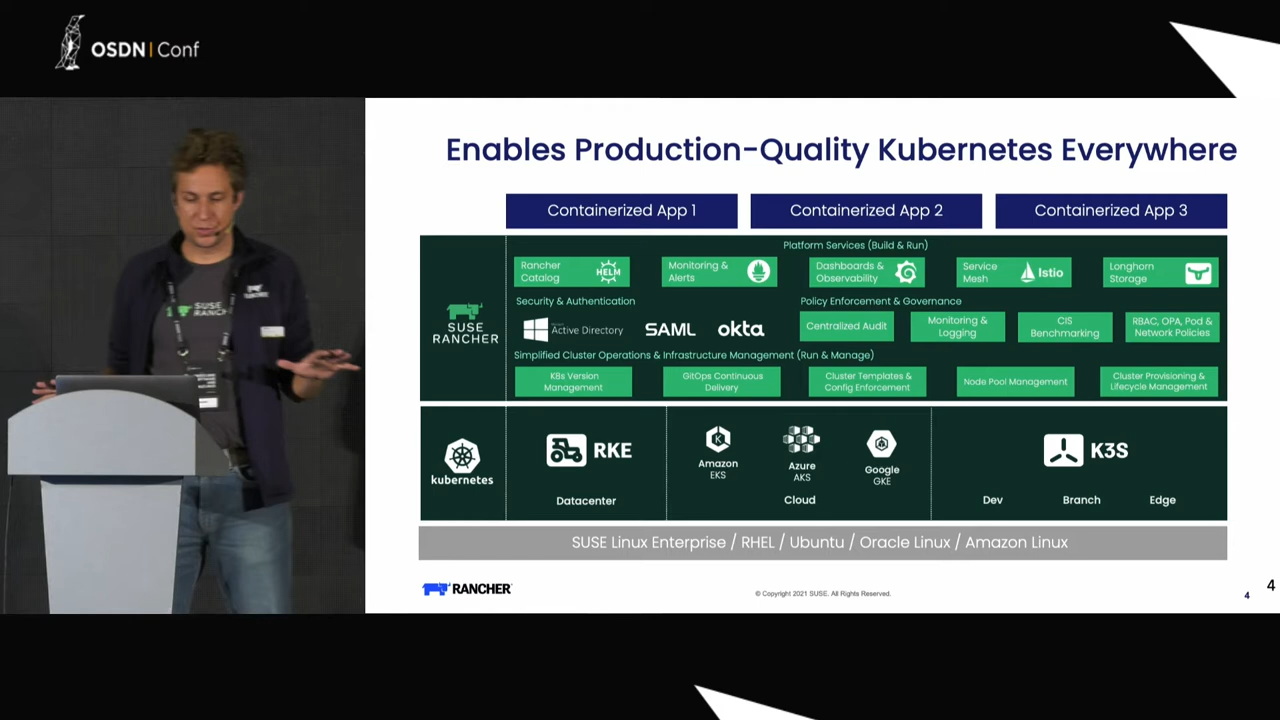 OSDN | Conf
Enables Production-Quality Kubernetes Everywhere
Containerized App 1
Containerized App 2
Containerized App 3
Platform Services (Build & Run)
Rancher
Catalog
HELM
Monitoring &
Alerts
Dashboards &
Observability
Service
Mesh
Istio
Longhorn
Storage
SUSE
RANCHER
Security & Authentication
Active Directory
SAML
okta
Policy Enforcement & Governance
Centralized Audit
Monitoring &
Logging
CIS
Benchmarking
RBAC, OPA, Pod &
Network Policies
Simplified Cluster Operations & Infrastructure Management (Run & Manage)
K8s Version
Management
GitOps Continuous
Delivery
Cluster Templates &
Config Enforcement
Node Pool Management
Cluster Provisioning &
Lifecycle Management
kubernetes
RKE
Datacenter
Amazon
EKS
Azure
AKS
Google
GKE
Cloud
K3S
Dev
Branch
Edge
SUSE Linux Enterprise / RHEL / Ubuntu / Oracle Linux / Amazon Linux
RANCHER
© Copyright 2021 SUSE. All Rights Reserved.
4
4
RANCHER
SUSE
RANCH